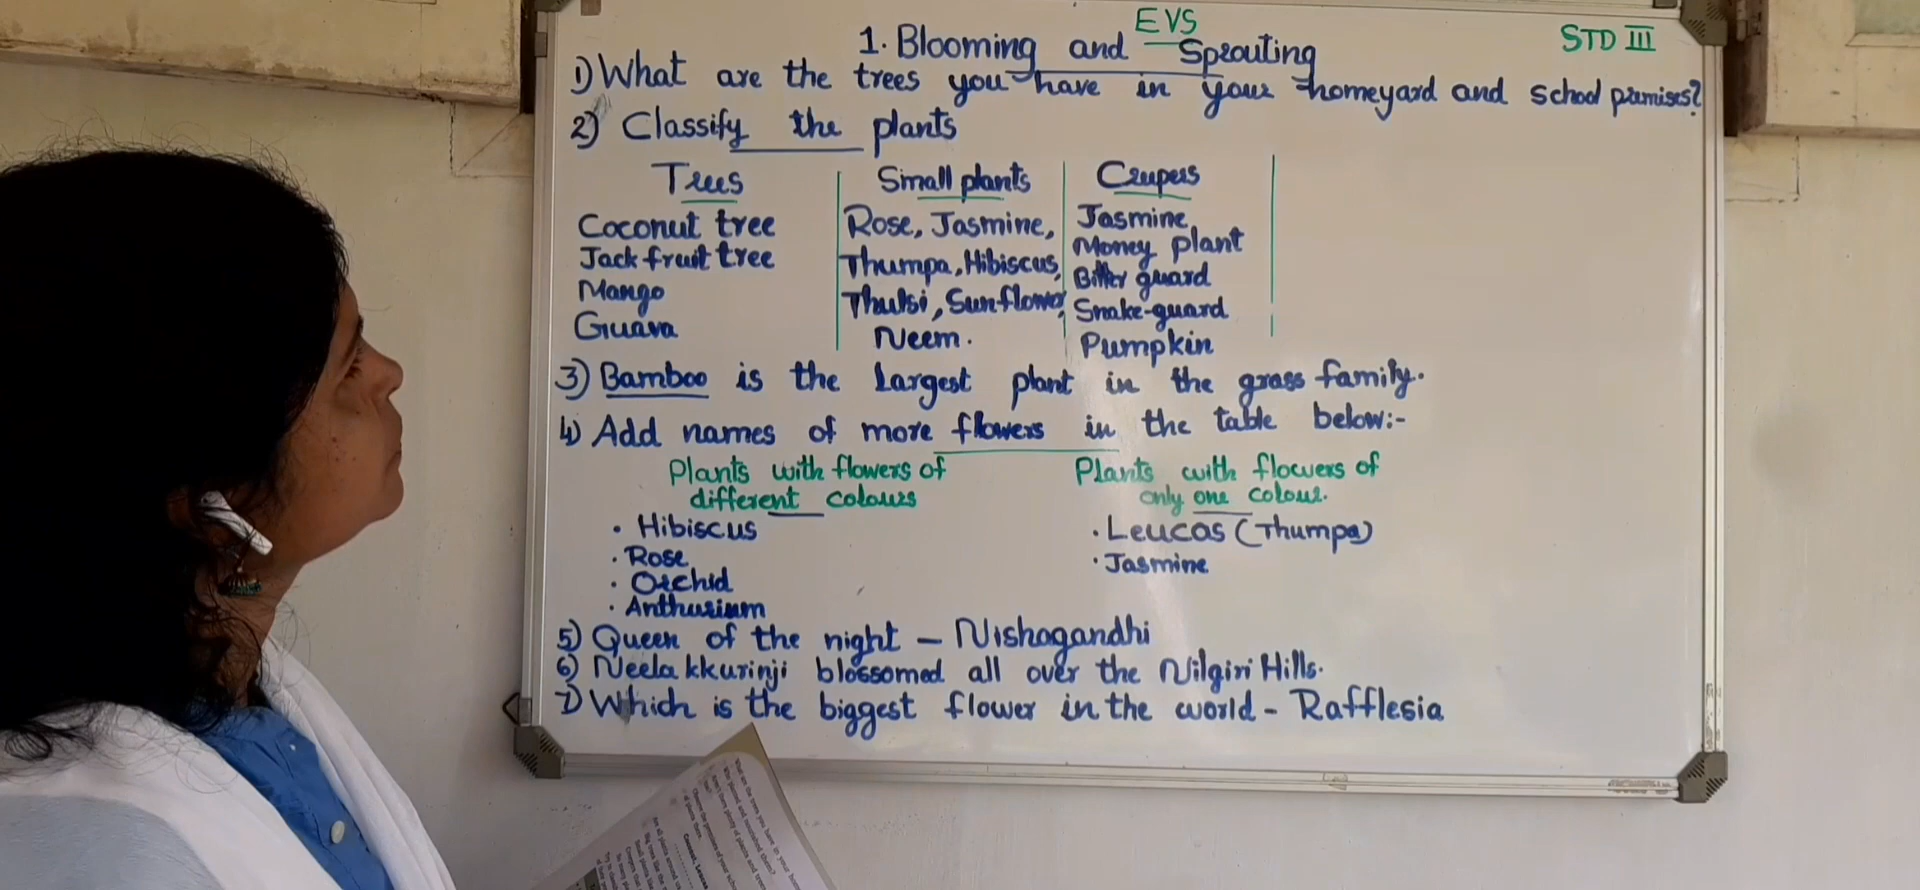 EVS
STD III
1. Blooming and Sprouting
1) What are the trees you have in your homeyard and school premises?
2) Classify the plants
Trees Small plants Creepers
Coconut tree Rose, Jasmine, Jasmine
Jack fruit tree Thumpa, Hibiscus, Money plant
Mango Thulsi, Sunflower, Bitter guard
Guava Neem. Snake-guard
Pumpkin
3) Bamboo is the largest plant in the grass family.
4) Add names of more flowers in the table below:-
Plants with flowers of different colours
Plants with flowers of only one colour.
• Hibiscus • Leucas (Thumpa)
• Rose • Jasmine
• Orchid
• Anthurium
5) Queen of the night – Nishagandhi
6) Neela kkurinji blossomed all over the Nilgiri Hills.
7) Which is the biggest flower in the world - Rafflesia